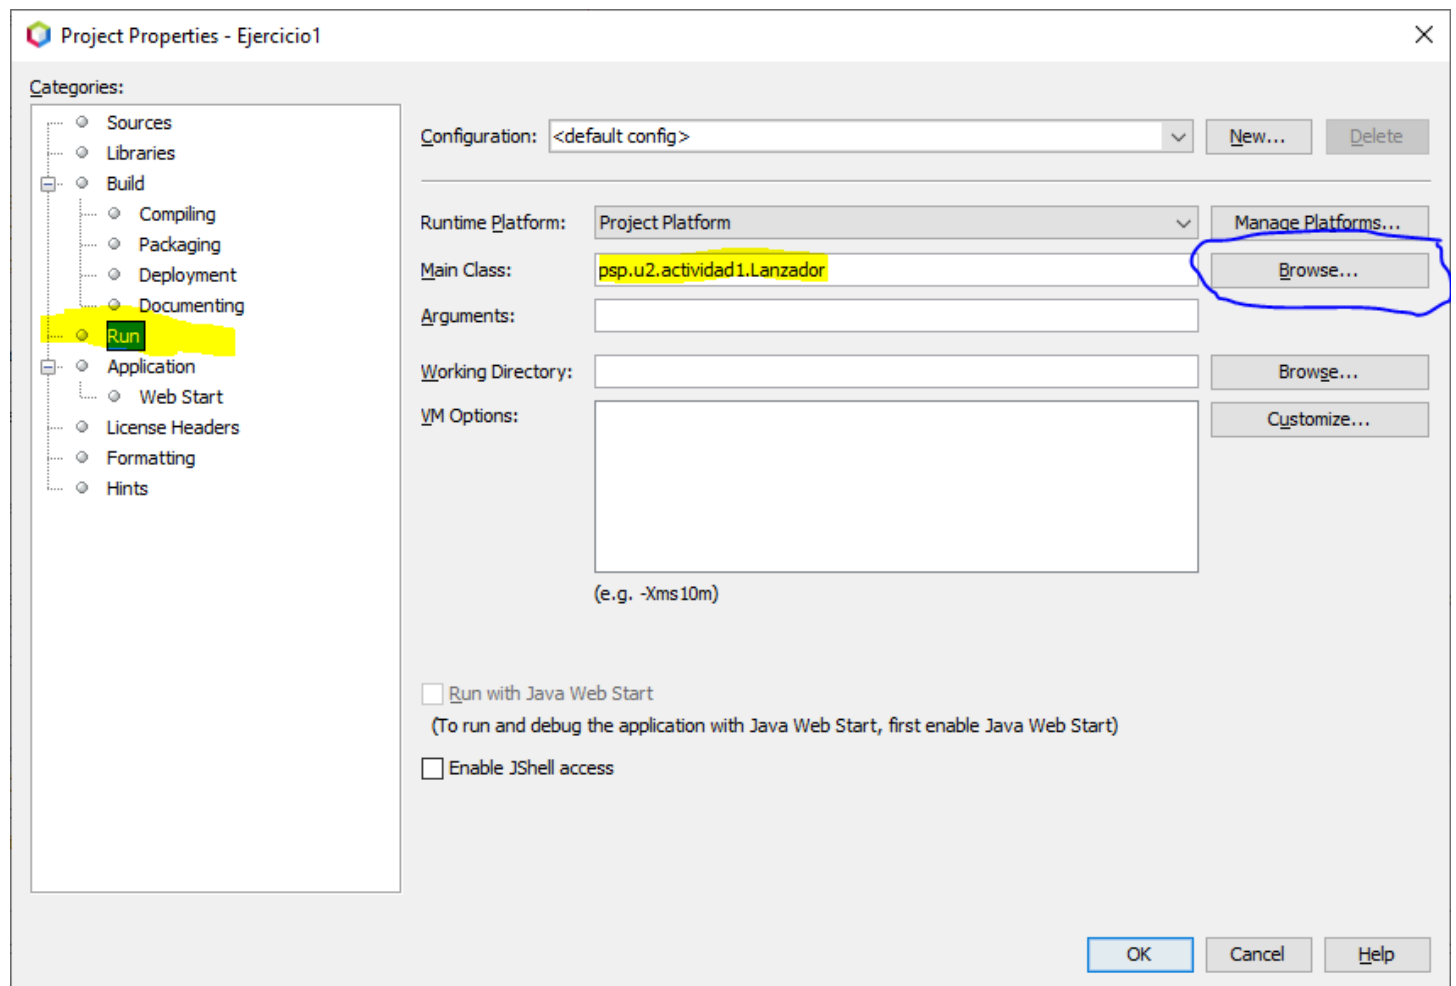 Project Properties - Ejercicio1
Categories:
Sources
Libraries
Build
Compiling
Packaging
Deployment
Documenting
Run
Application
Web Start
License Headers
Formatting
Hints
Configuration: <default config> New... Delete
Runtime Platform: Project Platform Manage Platforms...
Main Class: psp.u2.actividad1.Lanzador Browse...
Arguments:
Working Directory: Browse...
VM Options: Customize...
(e.g. -Xms10m)
Run with Java Web Start
(To run and debug the application with Java Web Start, first enable Java Web Start)
Enable JShell access
OK Cancel Help